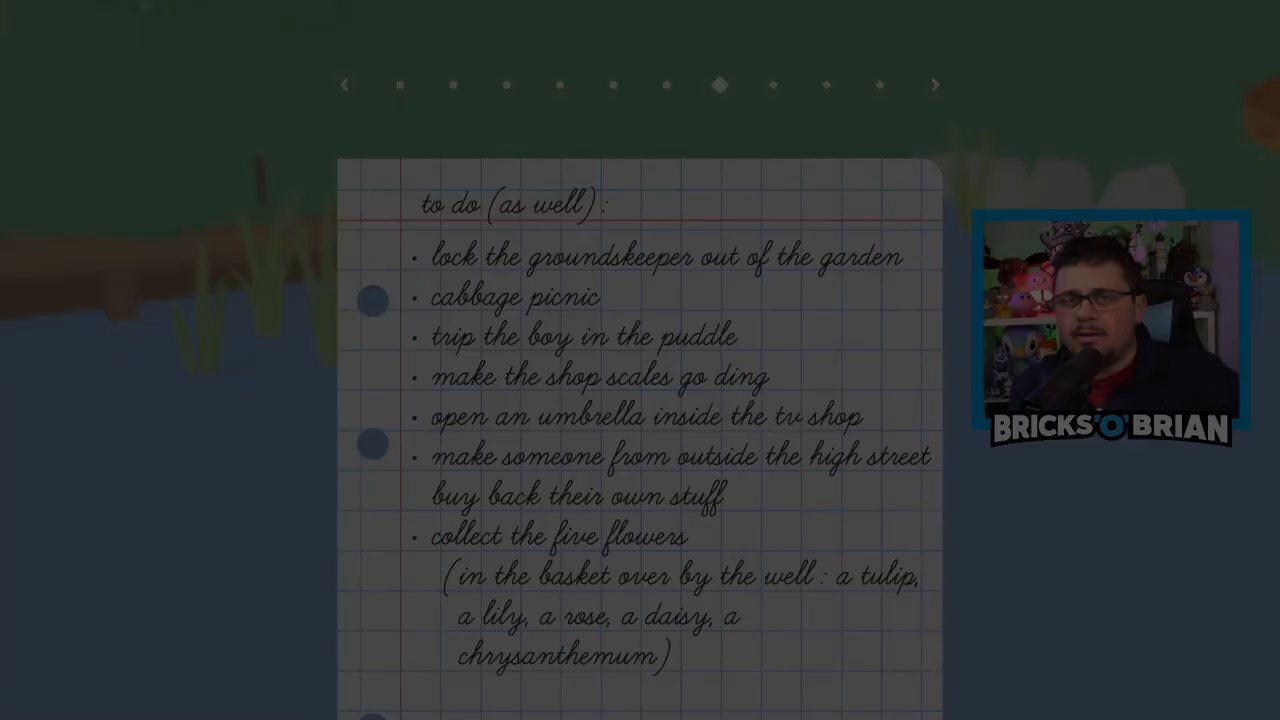 to do (as well) :
• lock the groundskeeper out of the garden
• cabbage picnic
• trip the boy in the puddle
• make the shop scales go ding
• open an umbrella inside the tv shop
• make someone from outside the high street
buy back their own stuff
• collect the five flowers
(in the basket over by the well : a tulip,
a lily, a rose, a daisy, a
chrysanthemum)
BRICKS'O'BRIAN